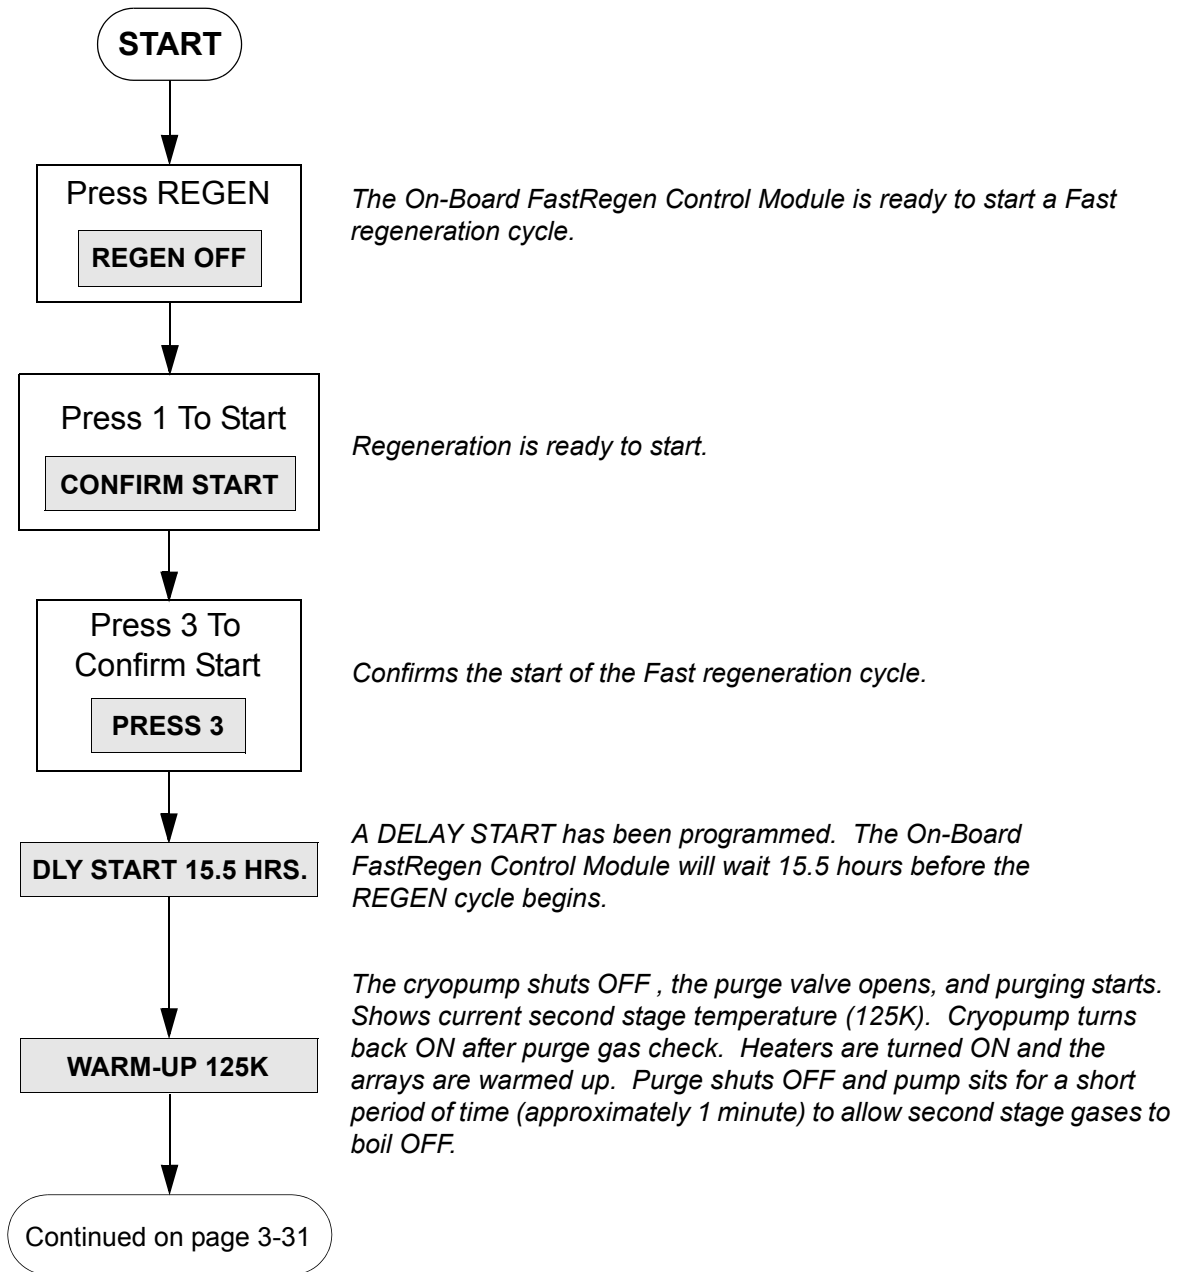 START
Press REGEN
REGEN OFF
The On-Board FastRegen Control Module is ready to start a Fast
regeneration cycle.
Press 1 To Start
CONFIRM START
Regeneration is ready to start.
Press 3 To
Confirm Start
PRESS 3
Confirms the start of the Fast regeneration cycle.
DLY START 15.5 HRS.
A DELAY START has been programmed. The On-Board
FastRegen Control Module will wait 15.5 hours before the
REGEN cycle begins.
WARM-UP 125K
The cryopump shuts OFF , the purge valve opens, and purging starts.
Shows current second stage temperature (125K). Cryopump turns
back ON after purge gas check. Heaters are turned ON and the
arrays are warmed up. Purge shuts OFF and pump sits for a short
period of time (approximately 1 minute) to allow second stage gases to
boil OFF.
Continued on page 3-31